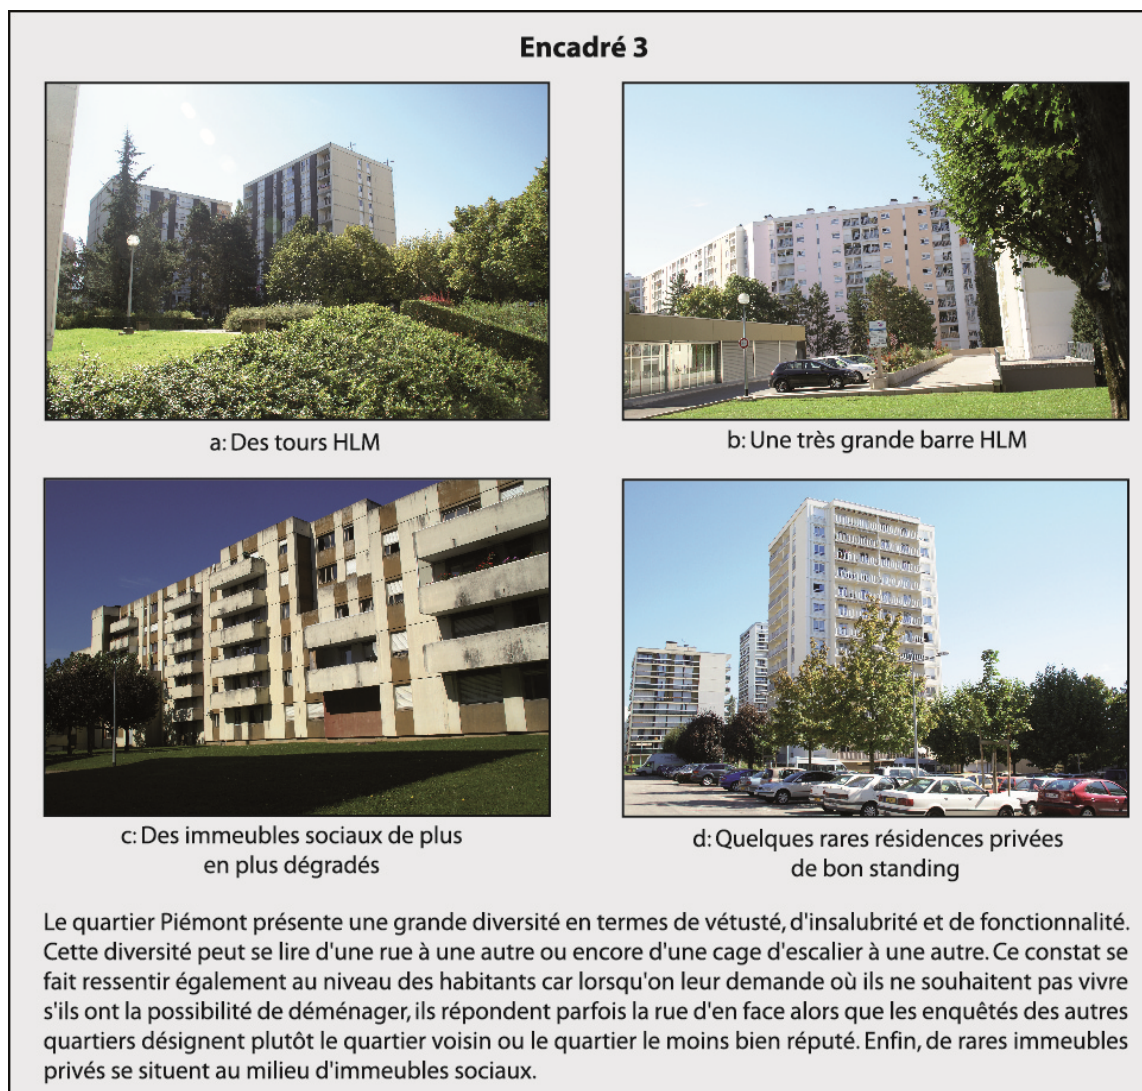 Encadré 3
a: Des tours HLM
b: Une très grande barre HLM
c: Des immeubles sociaux de plus
en plus dégradés
d: Quelques rares résidences privées
de bon standing
Le quartier Piémont présente une grande diversité en termes de vétusté, d'insalubrité et de fonctionnalité.
Cette diversité peut se lire d'une rue à une autre ou encore d'une cage d'escalier à une autre. Ce constat se
fait ressentir également au niveau des habitants car lorsqu'on leur demande où ils ne souhaitent pas vivre
s'ils ont la possibilité de déménager, ils répondent parfois la rue d'en face alors que les enquêtés des autres
quartiers désignent plutôt le quartier voisin ou le quartier le moins bien réputé. Enfin, de rares immeubles
privés se situent au milieu d'immeubles sociaux.